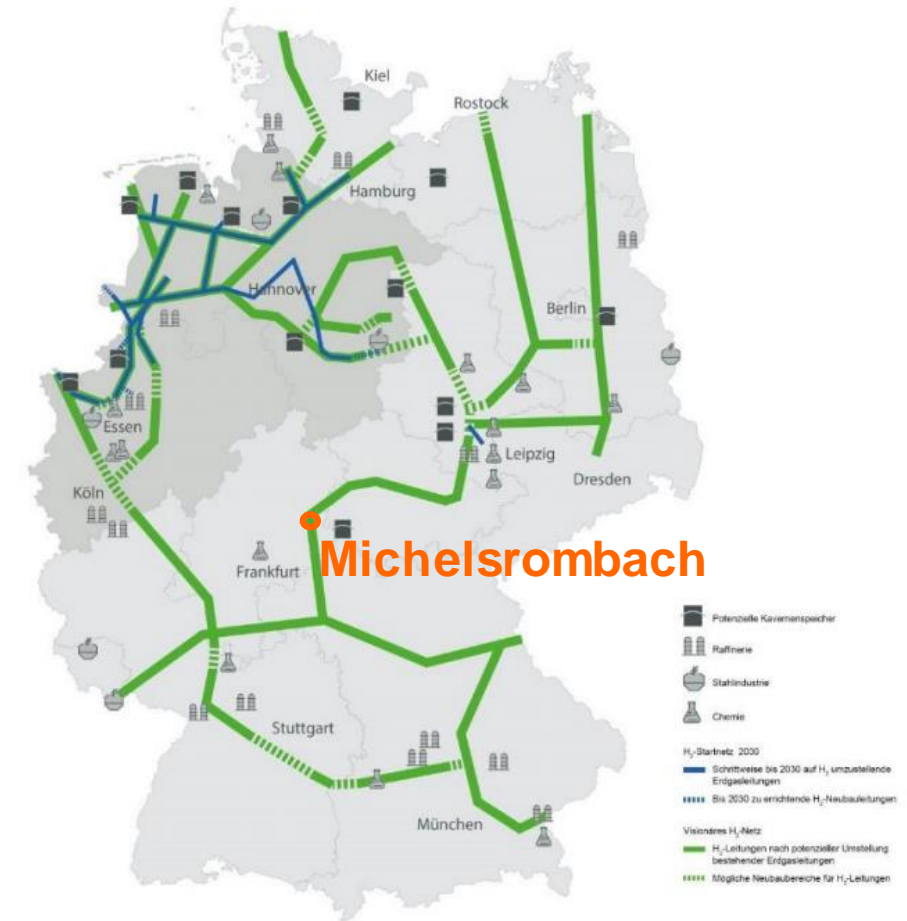 Kiel
Rostock
Hamburg
Hannover
Berlin
Essen
Leipzig
Dresden
Köln
Michelsrombach
Frankfurt
Stuttgart
München
Potenzielle Kavernenspeicher
Raffinerie
Stahlindustrie
Chemie
H₂-Startnetz 2030
Schrittweise bis 2030 auf H₂ umzustellende
Erdgasleitungen
Bis 2030 zu errichtende H₂-Neubauleitungen
Visionäres H₂-Netz
H₂-Leitungen nach potenzieller Umstellung
bestehender Erdgasleitungen
Mögliche Neubaubereiche für H₂-Leitungen